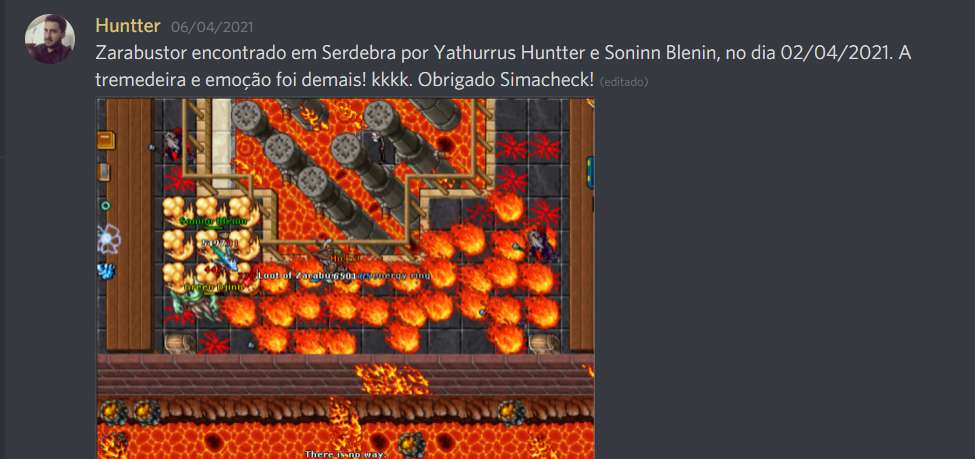 Huntter 06/04/2021
Zarabustor encontrado em Serdebra por Yathurrus Huntter e Soninn Blenin, no dia 02/04/2021. A
tremedeira e emoção foi demais! kkkk. Obrigado Simacheck! (editado)
Soninn Blenin
Hicks!
Loot of Zarabu energy ring
Green Djinn
There is no way.